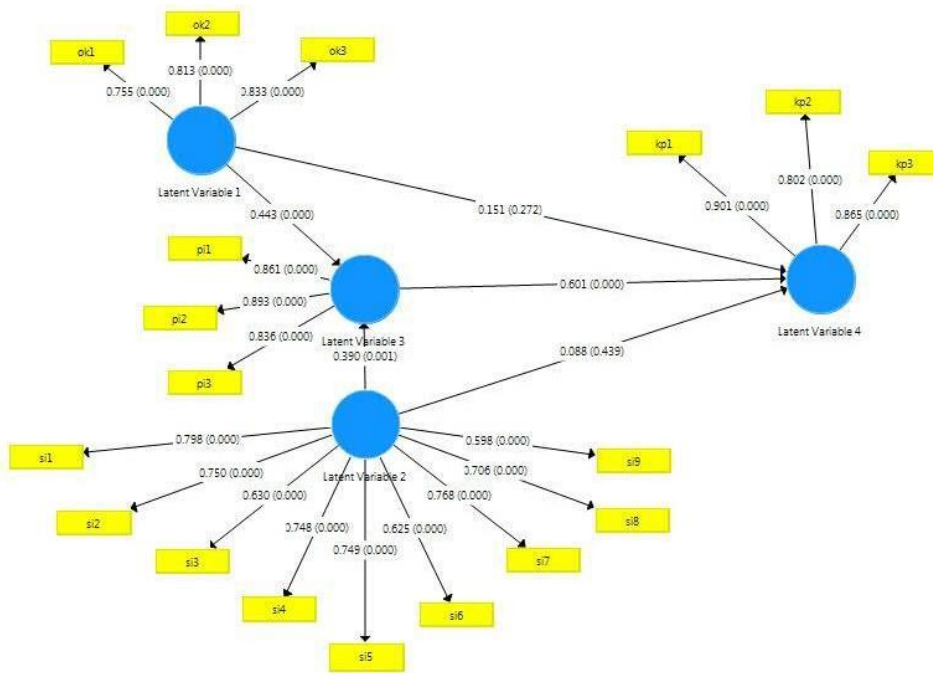 ok2
ok1
ok3
0.813 (0.000)
0.755 (0.000)
0.833 (0.000)
Latent Variable 1
kp2
kp1
kp3
0.802 (0.000)
0.901 (0.000)
0.865 (0.000)
0.151 (0.272)
0.443 (0.000)
pi1
0.861 (0.000)
0.893 (0.000)
pi2
0.836 (0.000)
pi3
Latent Variable 3
0.601 (0.000)
Latent Variable 4
0.390 (0.001)
0.088 (0.439)
Latent Variable 2
0.798 (0.000)
si1
0.750 (0.000)
si2
0.630 (0.000)
si3
0.748 (0.000)
si4
0.749 (0.000)
si5
0.625 (0.000)
si6
0.768 (0.000)
si7
0.706 (0.000)
si8
0.598 (0.000)
si9